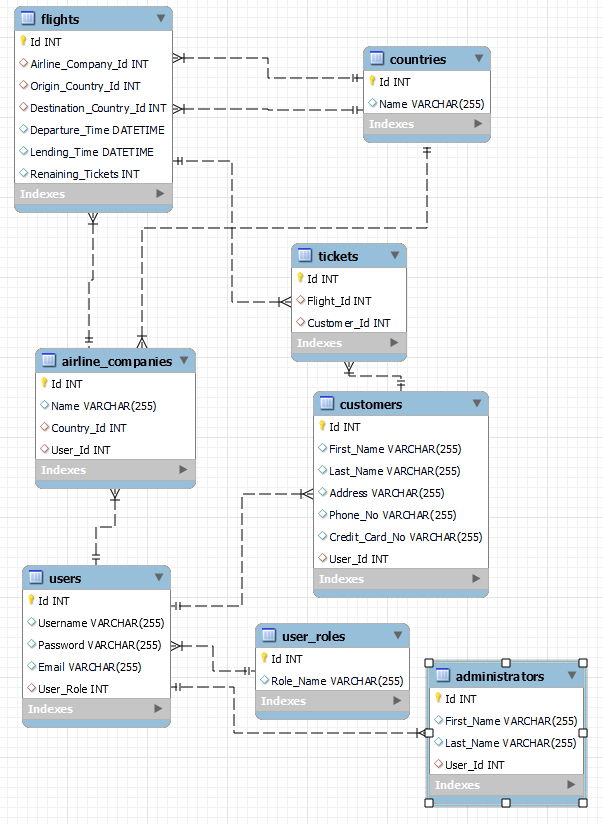 flights
Id INT
Airline_Company_Id INT
Origin_Country_Id INT
Destination_Country_Id INT
Departure_Time DATETIME
Lending_Time DATETIME
Renaining_Tickets INT
Indexes
countries
Id INT
Name VARCHAR(255)
Indexes
tickets
Id INT
Flight_Id INT
Customer_Id INT
Indexes
airline_companies
Id INT
Name VARCHAR(255)
Country_Id INT
User_Id INT
Indexes
customers
Id INT
First_Name VARCHAR(255)
Last_Name VARCHAR(255)
Address VARCHAR(255)
Phone_No VARCHAR(255)
Credit_Card_No VARCHAR(255)
User_Id INT
Indexes
users
Id INT
Username VARCHAR(255)
Password VARCHAR(255)
Email VARCHAR(255)
User_Role INT
Indexes
user_roles
Id INT
Role_Name VARCHAR(255)
Indexes
administrators
Id INT
First_Name VARCHAR(255)
Last_Name VARCHAR(255)
User_Id INT
Indexes